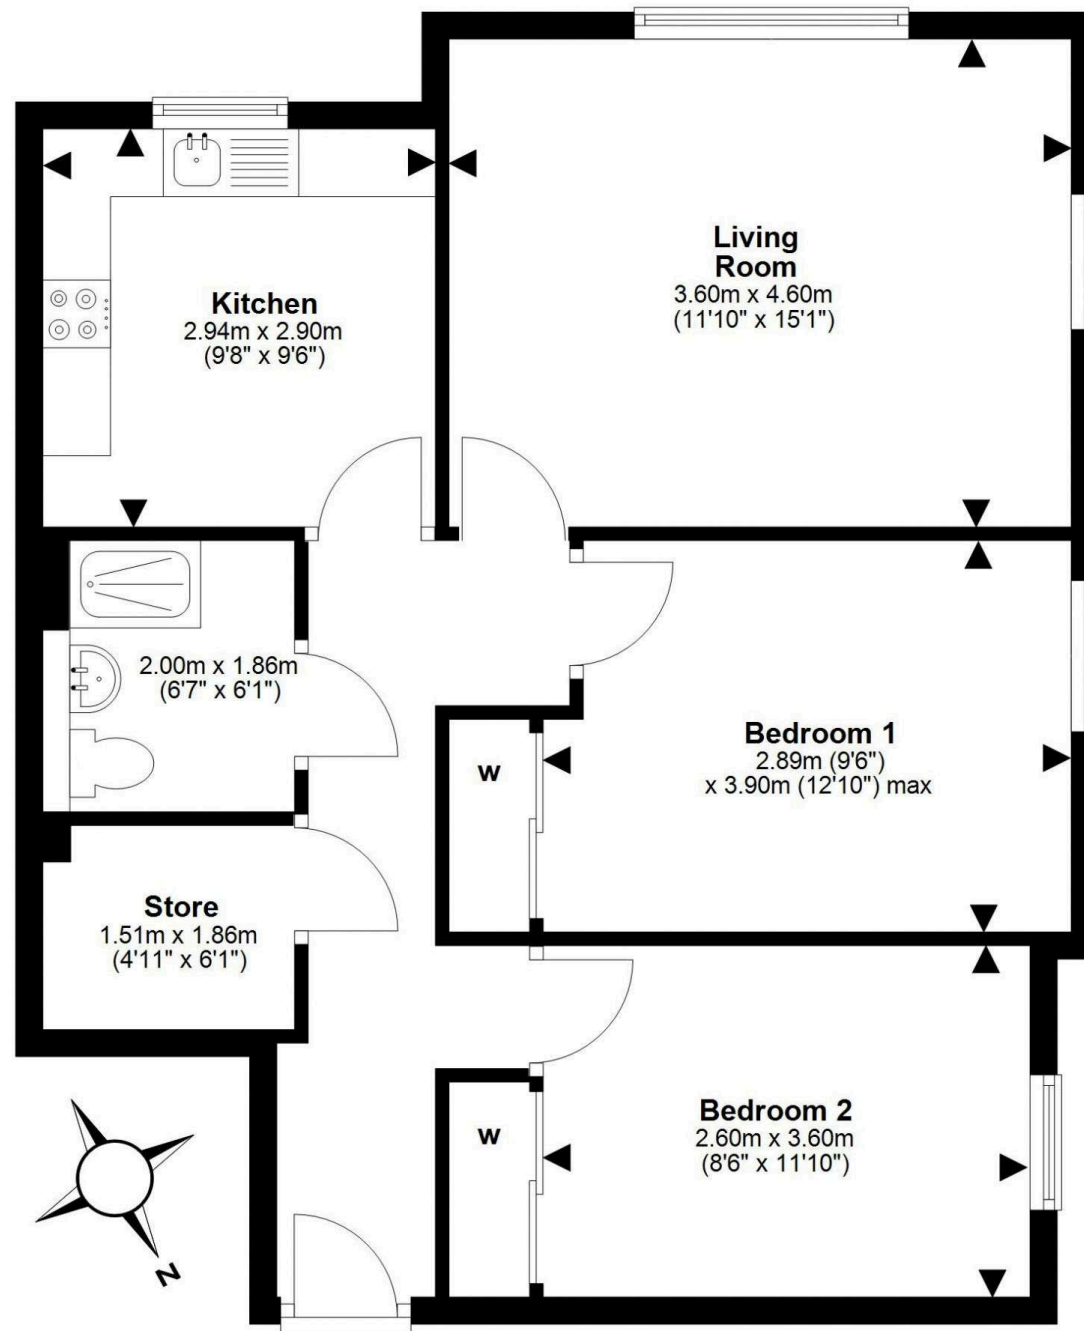 Living
Room
3.60m x 4.60m
(11'10" x 15'1")
Kitchen
2.94m x 2.90m
(9'8" x 9'6")
2.00m x 1.86m
(6'7" x 6'1")
W
Bedroom 1
2.89m (9'6")
x 3.90m (12'10") max
Store
1.51m x 1.86m
(4'11" x 6'1")
W
Bedroom 2
2.60m x 3.60m
(8'6" x 11'10")
N